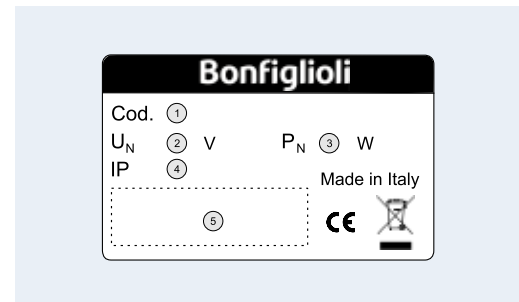 Bonfiglioli
Cod. 1
UN 2 V PN 3 W
IP 4
Made in Italy
5 CE